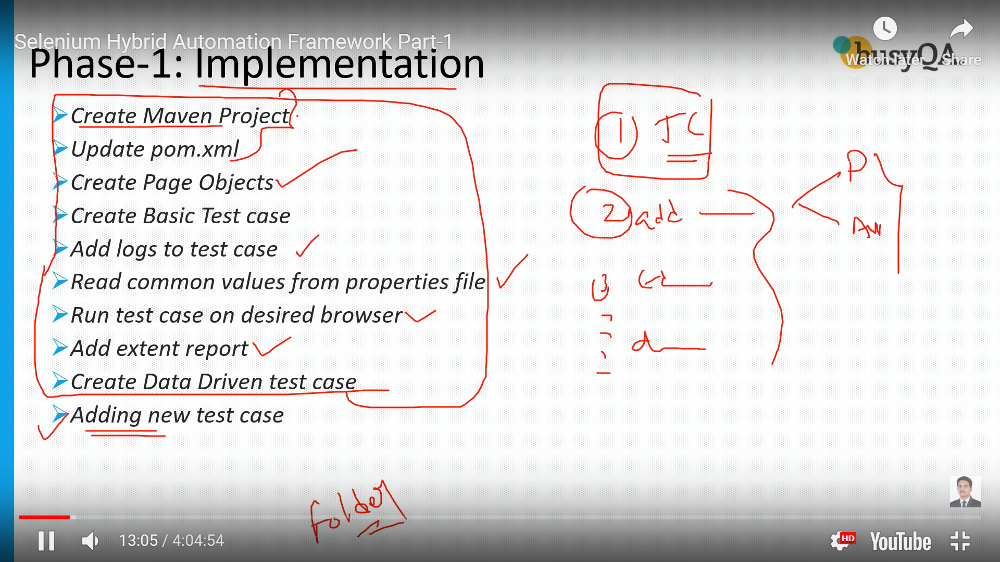 Selenium Hybrid Automation Framework Part-1
Watch later
Share
busyQA
Phase-1: Implementation
Create Maven Project
Update pom.xml
Create Page Objects
Create Basic Test case
Add logs to test case
Read common values from properties file
Run test case on desired browser
Add extent report
Create Data Driven test case
Adding new test case
1 TC
2 add
3
P
Folder
13:05 / 4:04:54
HD
YouTube